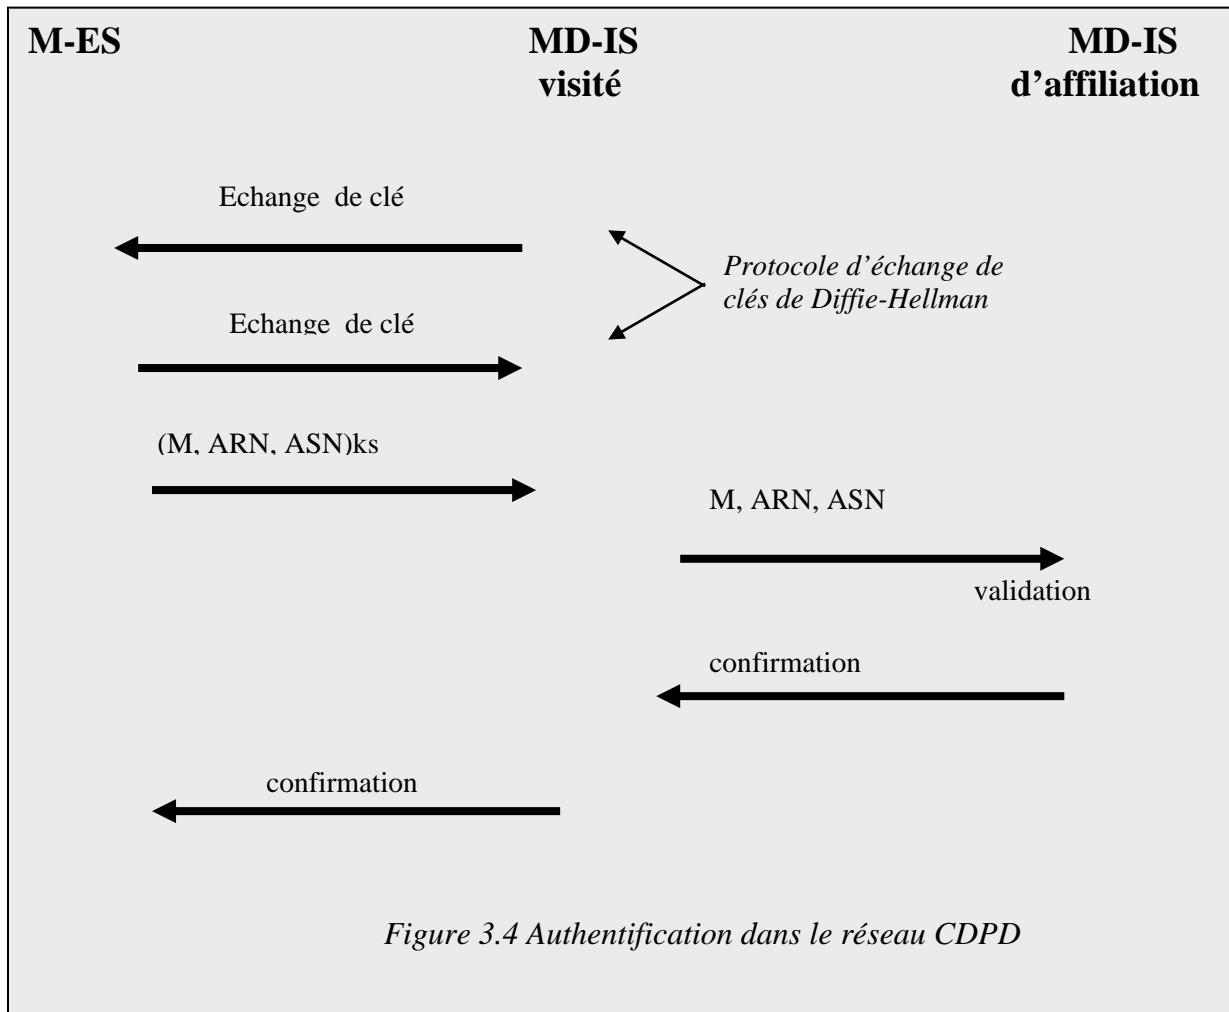 M-ES
MD-IS
visité
MD-IS
d’affiliation
Echange de clé
Protocole d’échange de
clés de Diffie-Hellman
Echange de clé
(M, ARN, ASN)ks
M, ARN, ASN
validation
confirmation
confirmation
Figure 3.4 Authentification dans le réseau CDPD